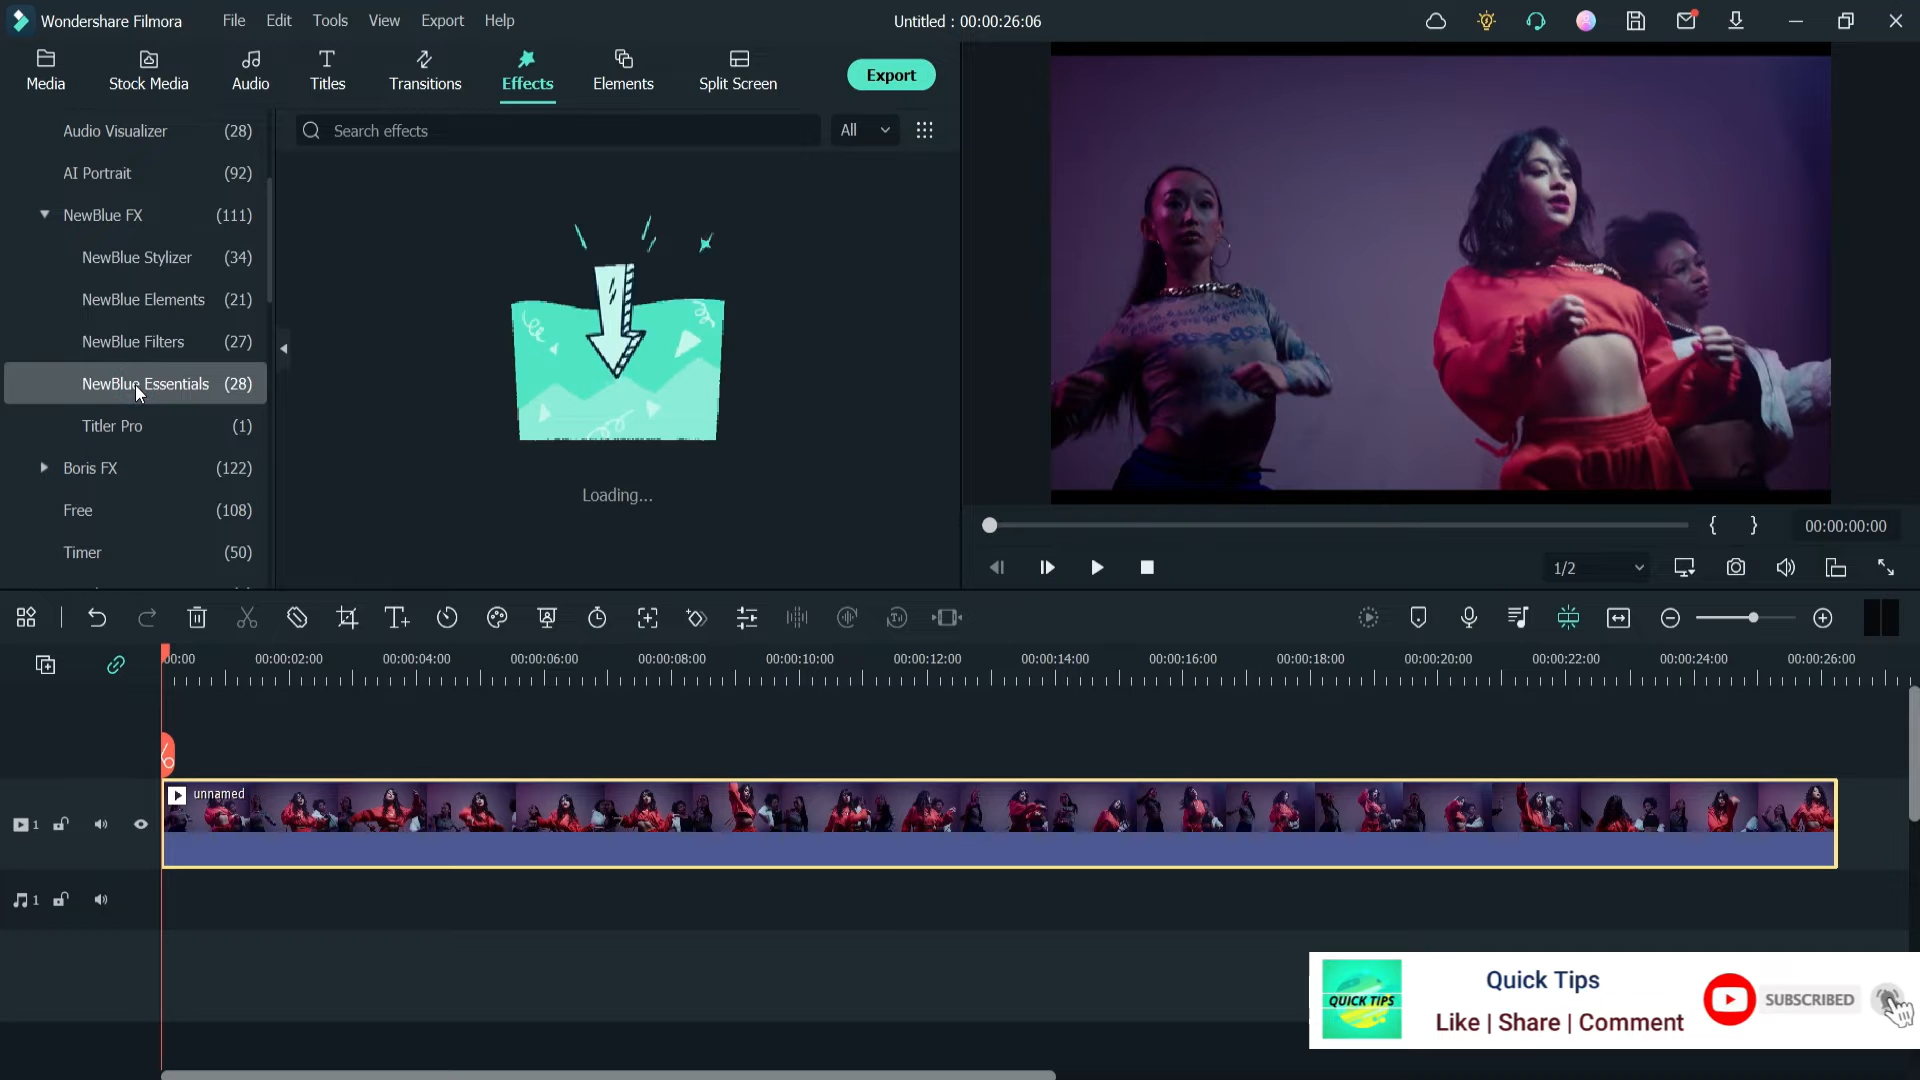 Wondershare Filmora File Edit Tools View Export Help Untitled : 00:00:26:06
Media Stock Media Audio Titles Transitions Effects Elements Split Screen Export
Audio Visualizer (28)
AI Portrait (92)
NewBlue FX (111)
NewBlue Stylizer (34)
NewBlue Elements (21)
NewBlue Filters (27)
NewBlue Essentials (28)
Titler Pro (1)
Boris FX (122)
Free (108)
Timer (50)
Search effects All
Loading...
{ } 00:00:00:00
1/2
00:00 00:00:02:00 00:00:04:00 00:00:06:00 00:00:08:00 00:00:10:00 00:00:12:00 00:00:14:00 00:00:16:00 00:00:18:00 00:00:20:00 00:00:22:00 00:00:24:00 00:00:26:00
unnamed
1
1
QUICK TIPS
Quick Tips
Like | Share | Comment
SUBSCRIBED